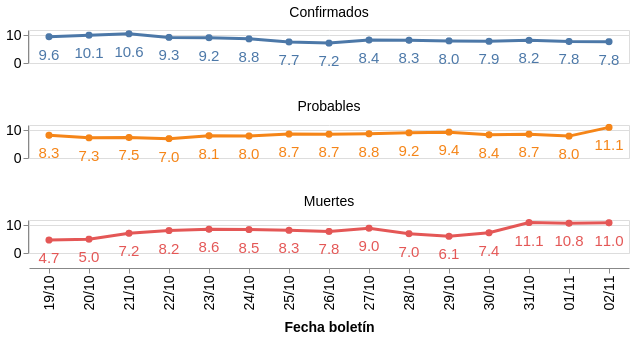 Confirmados
10
0
9.6 10.1 10.6 9.3 9.2 8.8 7.7 7.2 8.4 8.3 8.0 7.9 8.2 7.8 7.8
Probables
10
0
8.3 7.3 7.5 7.0 8.1 8.0 8.7 8.7 8.8 9.2 9.4 8.4 8.7 8.0 11.1
Muertes
10
0
4.7 5.0 7.2 8.2 8.6 8.5 8.3 7.8 9.0 7.0 6.1 7.4 11.1 10.8 11.0
19/10 20/10 21/10 22/10 23/10 24/10 25/10 26/10 27/10 28/10 29/10 30/10 31/10 01/11 02/11
Fecha boletín